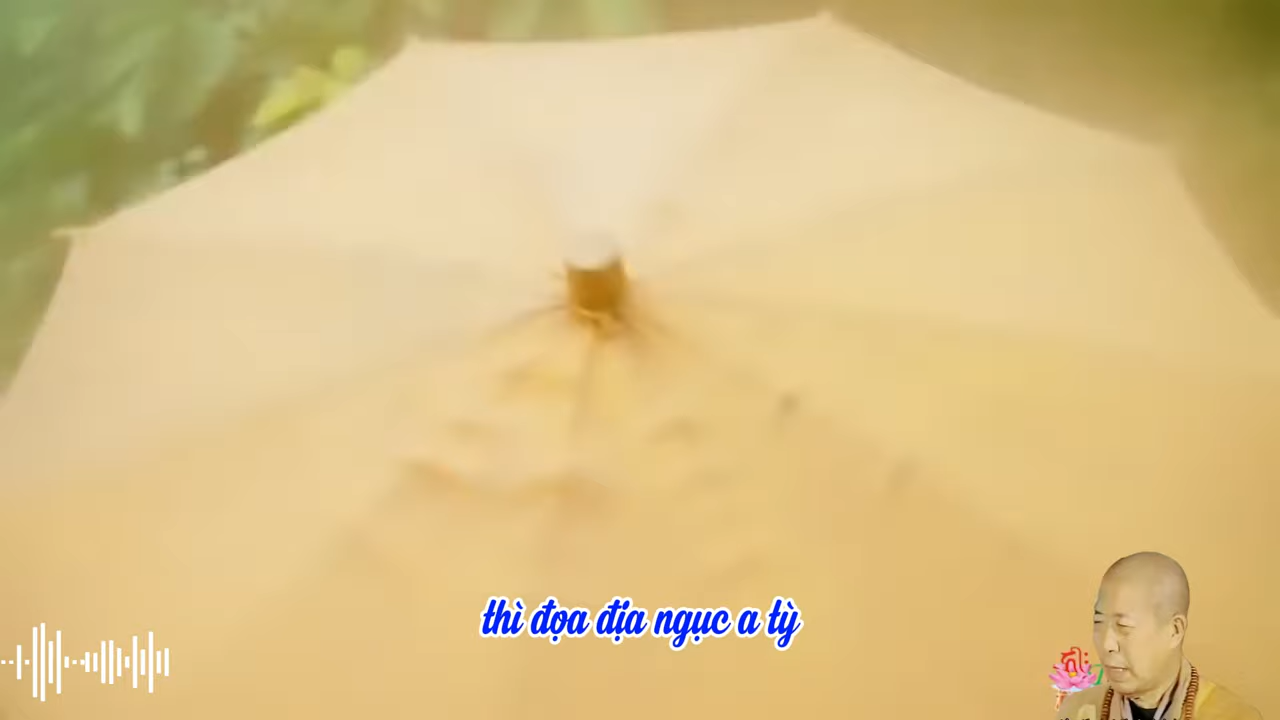 thì đọa địa ngục a tỳ